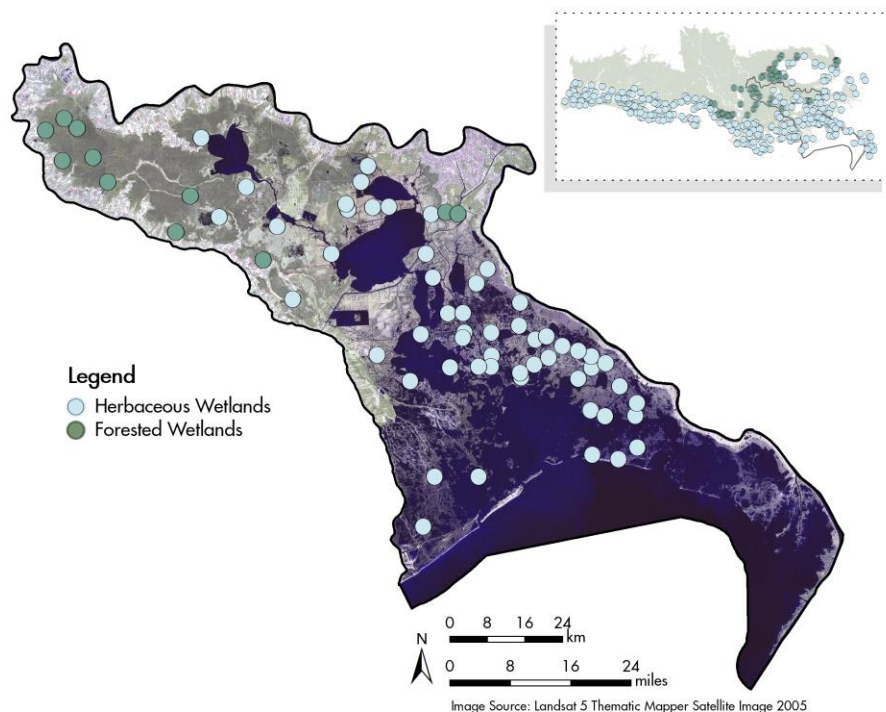 Legend
Herbaceous Wetlands
Forested Wetlands
N
0 8 16 24
km
0 8 16 24
miles
Image Source: Landsat 5 Thematic Mapper Satellite Image 2005